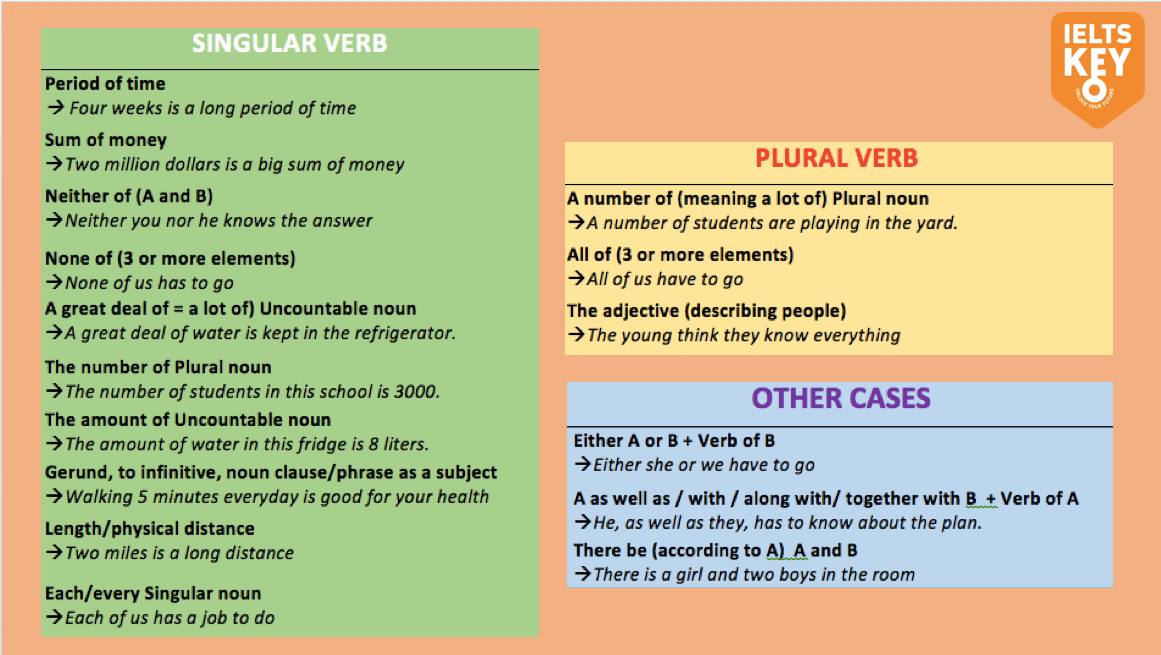 IELTS
KEY
UNLOCK YOUR FUTURE
SINGULAR VERB
Period of time
→ Four weeks is a long period of time
Sum of money
→Two million dollars is a big sum of money
Neither of (A and B)
→Neither you nor he knows the answer
None of (3 or more elements)
→None of us has to go
A great deal of = a lot of) Uncountable noun
→A great deal of water is kept in the refrigerator.
The number of Plural noun
→The number of students in this school is 3000.
The amount of Uncountable noun
→The amount of water in this fridge is 8 liters.
Gerund, to infinitive, noun clause/phrase as a subject
→Walking 5 minutes everyday is good for your health
Length/physical distance
→Two miles is a long distance
Each/every Singular noun
→Each of us has a job to do
PLURAL VERB
A number of (meaning a lot of) Plural noun
→A number of students are playing in the yard.
All of (3 or more elements)
→All of us have to go
The adjective (describing people)
→The young think they know everything
OTHER CASES
Either A or B + Verb of B
→Either she or we have to go
A as well as / with / along with/ together with B + Verb of A
→He, as well as they, has to know about the plan.
There be (according to A) A and B
→There is a girl and two boys in the room